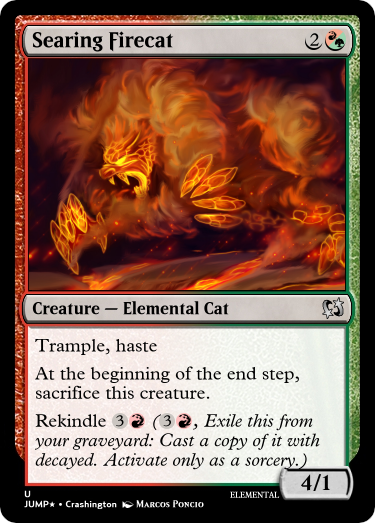 Searing Firecat 2
Creature — Elemental Cat
Trample, haste
At the beginning of the end step,
sacrifice this creature.
Rekindle 3 (3, Exile this from
your graveyard: Cast a copy of it with
decayed. Activate only as a sorcery.)
4/1
U ELEMENTAL
JUMP★ • Crashington Marcos Poncio